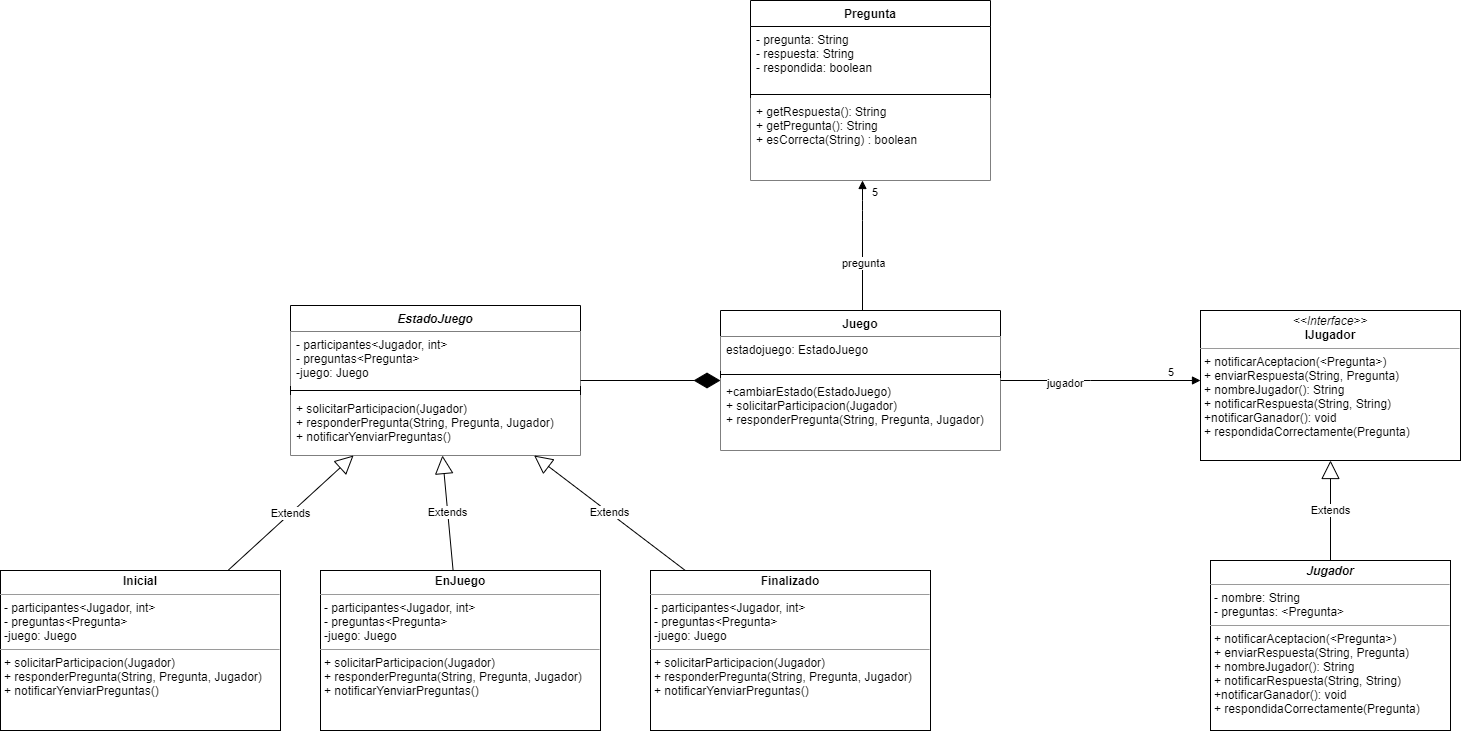 Pregunta
- pregunta: String
- respuesta: String
- respondida: boolean
+ getRespuesta(): String
+ getPregunta(): String
+ esCorrecta(String) : boolean
5
pregunta
EstadoJuego
- participantes<Jugador, int>
- preguntas<Pregunta>
-juego: Juego
+ solicitarParticipacion(Jugador)
+ responderPregunta(String, Pregunta, Jugador)
+ notificarYenviarPreguntas()
Juego
estadojuego: EstadoJuego
+cambiarEstado(EstadoJuego)
+ solicitarParticipacion(Jugador)
+ responderPregunta(String, Pregunta, Jugador)
jugador
5
<<Interface>>
IJugador
+ notificarAceptacion(<Pregunta>)
+ enviarRespuesta(String, Pregunta)
+ nombreJugador(): String
+ notificarRespuesta(String, String)
+notificarGanador(): void
+ respondidaCorrectamente(Pregunta)
Extends
Extends
Extends
Extends
Inicial
- participantes<Jugador, int>
- preguntas<Pregunta>
-juego: Juego
+ solicitarParticipacion(Jugador)
+ responderPregunta(String, Pregunta, Jugador)
+ notificarYenviarPreguntas()
EnJuego
- participantes<Jugador, int>
- preguntas<Pregunta>
-juego: Juego
+ solicitarParticipacion(Jugador)
+ responderPregunta(String, Pregunta, Jugador)
+ notificarYenviarPreguntas()
Finalizado
- participantes<Jugador, int>
- preguntas<Pregunta>
-juego: Juego
+ solicitarParticipacion(Jugador)
+ responderPregunta(String, Pregunta, Jugador)
+ notificarYenviarPreguntas()
Jugador
- nombre: String
- preguntas: <Pregunta>
+ notificarAceptacion(<Pregunta>)
+ enviarRespuesta(String, Pregunta)
+ nombreJugador(): String
+ notificarRespuesta(String, String)
+notificarGanador(): void
+ respondidaCorrectamente(Pregunta)